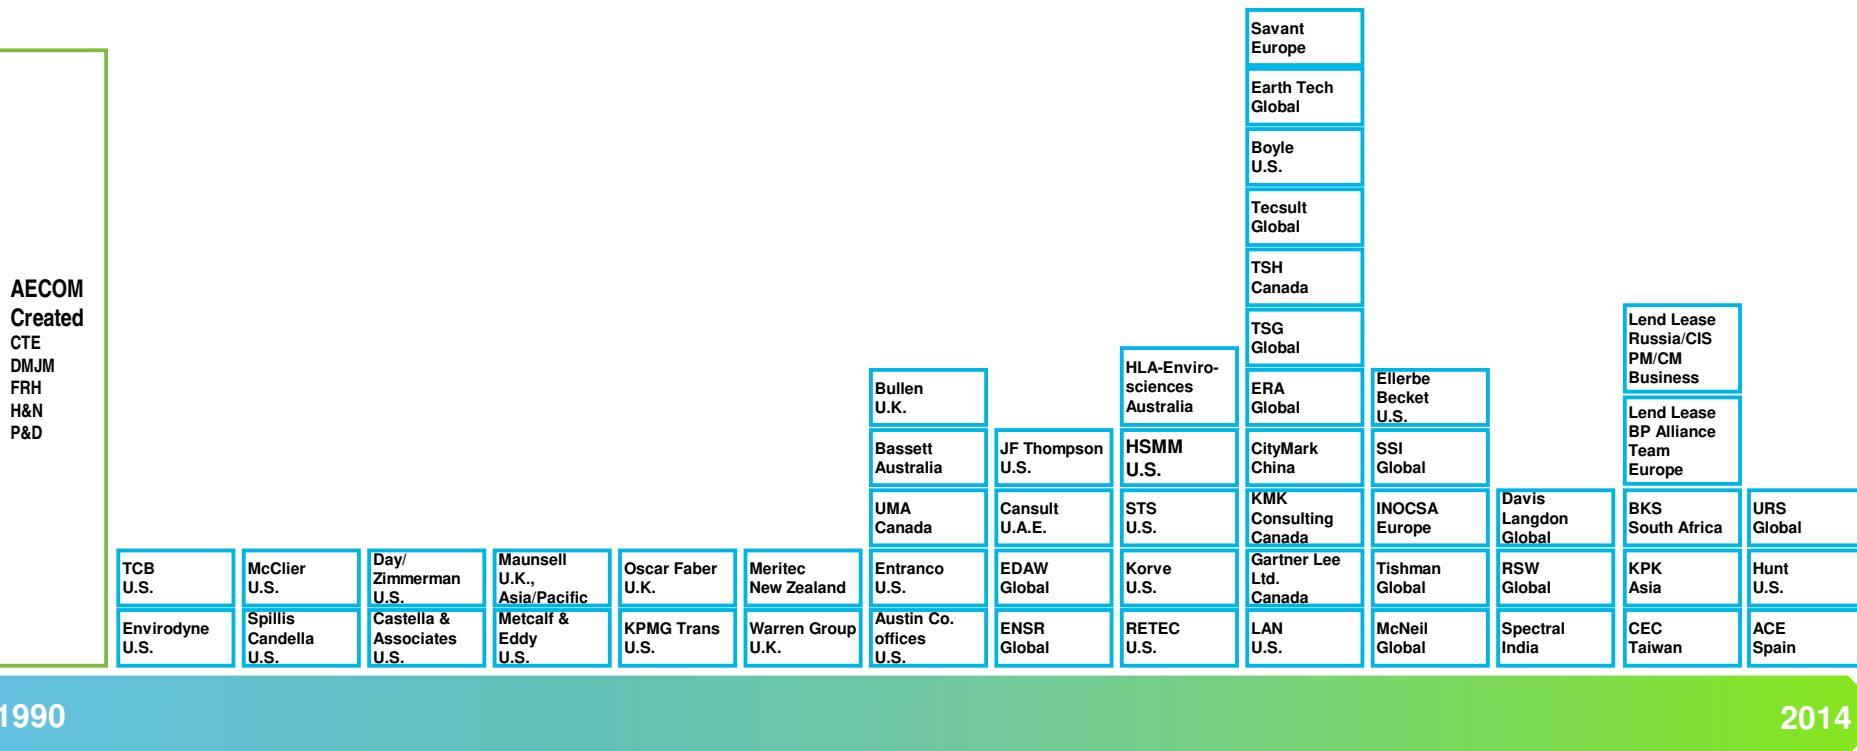 AECOM
Created
CTE
DMJM
FRH
H&N
P&D
TCB
U.S.
Envirodyne
U.S.
McClier
U.S.
Spillis
Candella
U.S.
Day/
Zimmerman
U.S.
Castella &
Associates
U.S.
Maunsell
U.K.,
Asia/Pacific
Metcalf &
Eddy
U.S.
Oscar Faber
U.K.
KPMG Trans
U.S.
Meritec
New Zealand
Warren Group
U.K.
Bullen
U.K.
Bassett
Australia
UMA
Canada
Entranco
U.S.
Austin Co.
offices
U.S.
JF Thompson
U.S.
Cansult
U.A.E.
EDAW
Global
ENSR
Global
HLA-Enviro-
sciences
Australia
HSMM
U.S.
STS
U.S.
Korve
U.S.
RETEC
U.S.
Savant
Europe
Earth Tech
Global
Boyle
U.S.
Tecsult
Global
TSH
Canada
TSG
Global
ERA
Global
CityMark
China
KMK
Consulting
Canada
Gartner Lee
Ltd.
Canada
LAN
U.S.
Ellerbe
Becket
U.S.
SSI
Global
INOCSA
Europe
Tishman
Global
McNeil
Global
Davis
Langdon
Global
RSW
Global
Spectral
India
Lend Lease
Russia/CIS
PM/CM
Business
Lend Lease
BP Alliance
Team
Europe
BKS
South Africa
KPK
Asia
CEC
Taiwan
URS
Global
Hunt
U.S.
ACE
Spain
1990
2014